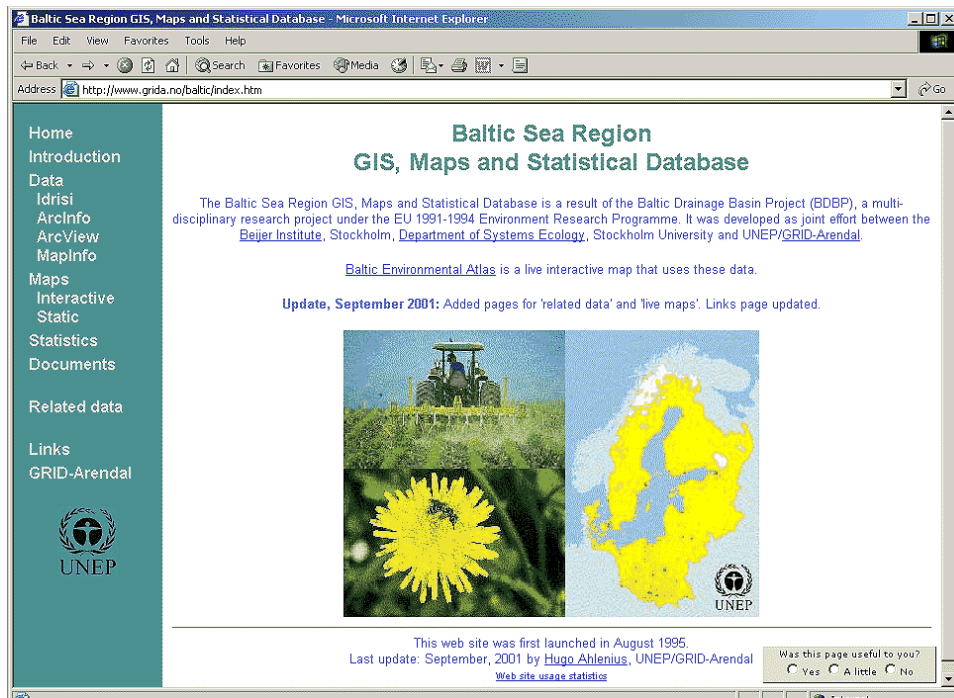 Baltic Sea Region GIS, Maps and Statistical Database - Microsoft Internet Explorer
File Edit View Favorites Tools Help
Back Search Favorites Media
Address http://www.grida.no/baltic/index.htm Go
Home
Introduction
Data
Idrisi
ArcInfo
ArcView
MapInfo
Maps
Interactive
Static
Statistics
Documents
Related data
Links
GRID-Arendal
UNEP
Baltic Sea Region
GIS, Maps and Statistical Database
The Baltic Sea Region GIS, Maps and Statistical Database is a result of the Baltic Drainage Basin Project (BDBP), a multi-
disciplinary research project under the EU 1991-1994 Environment Research Programme. It was developed as joint effort between the
Beijer Institute, Stockholm, Department of Systems Ecology, Stockholm University and UNEP/GRID-Arendal.
Baltic Environmental Atlas is a live interactive map that uses these data.
Update, September 2001: Added pages for 'related data' and 'live maps'. Links page updated.
UNEP
This web site was first launched in August 1995.
Last update: September, 2001 by Hugo Ahlenius, UNEP/GRID-Arendal
Web site usage statistics
Was this page useful to you?
Yes A little No